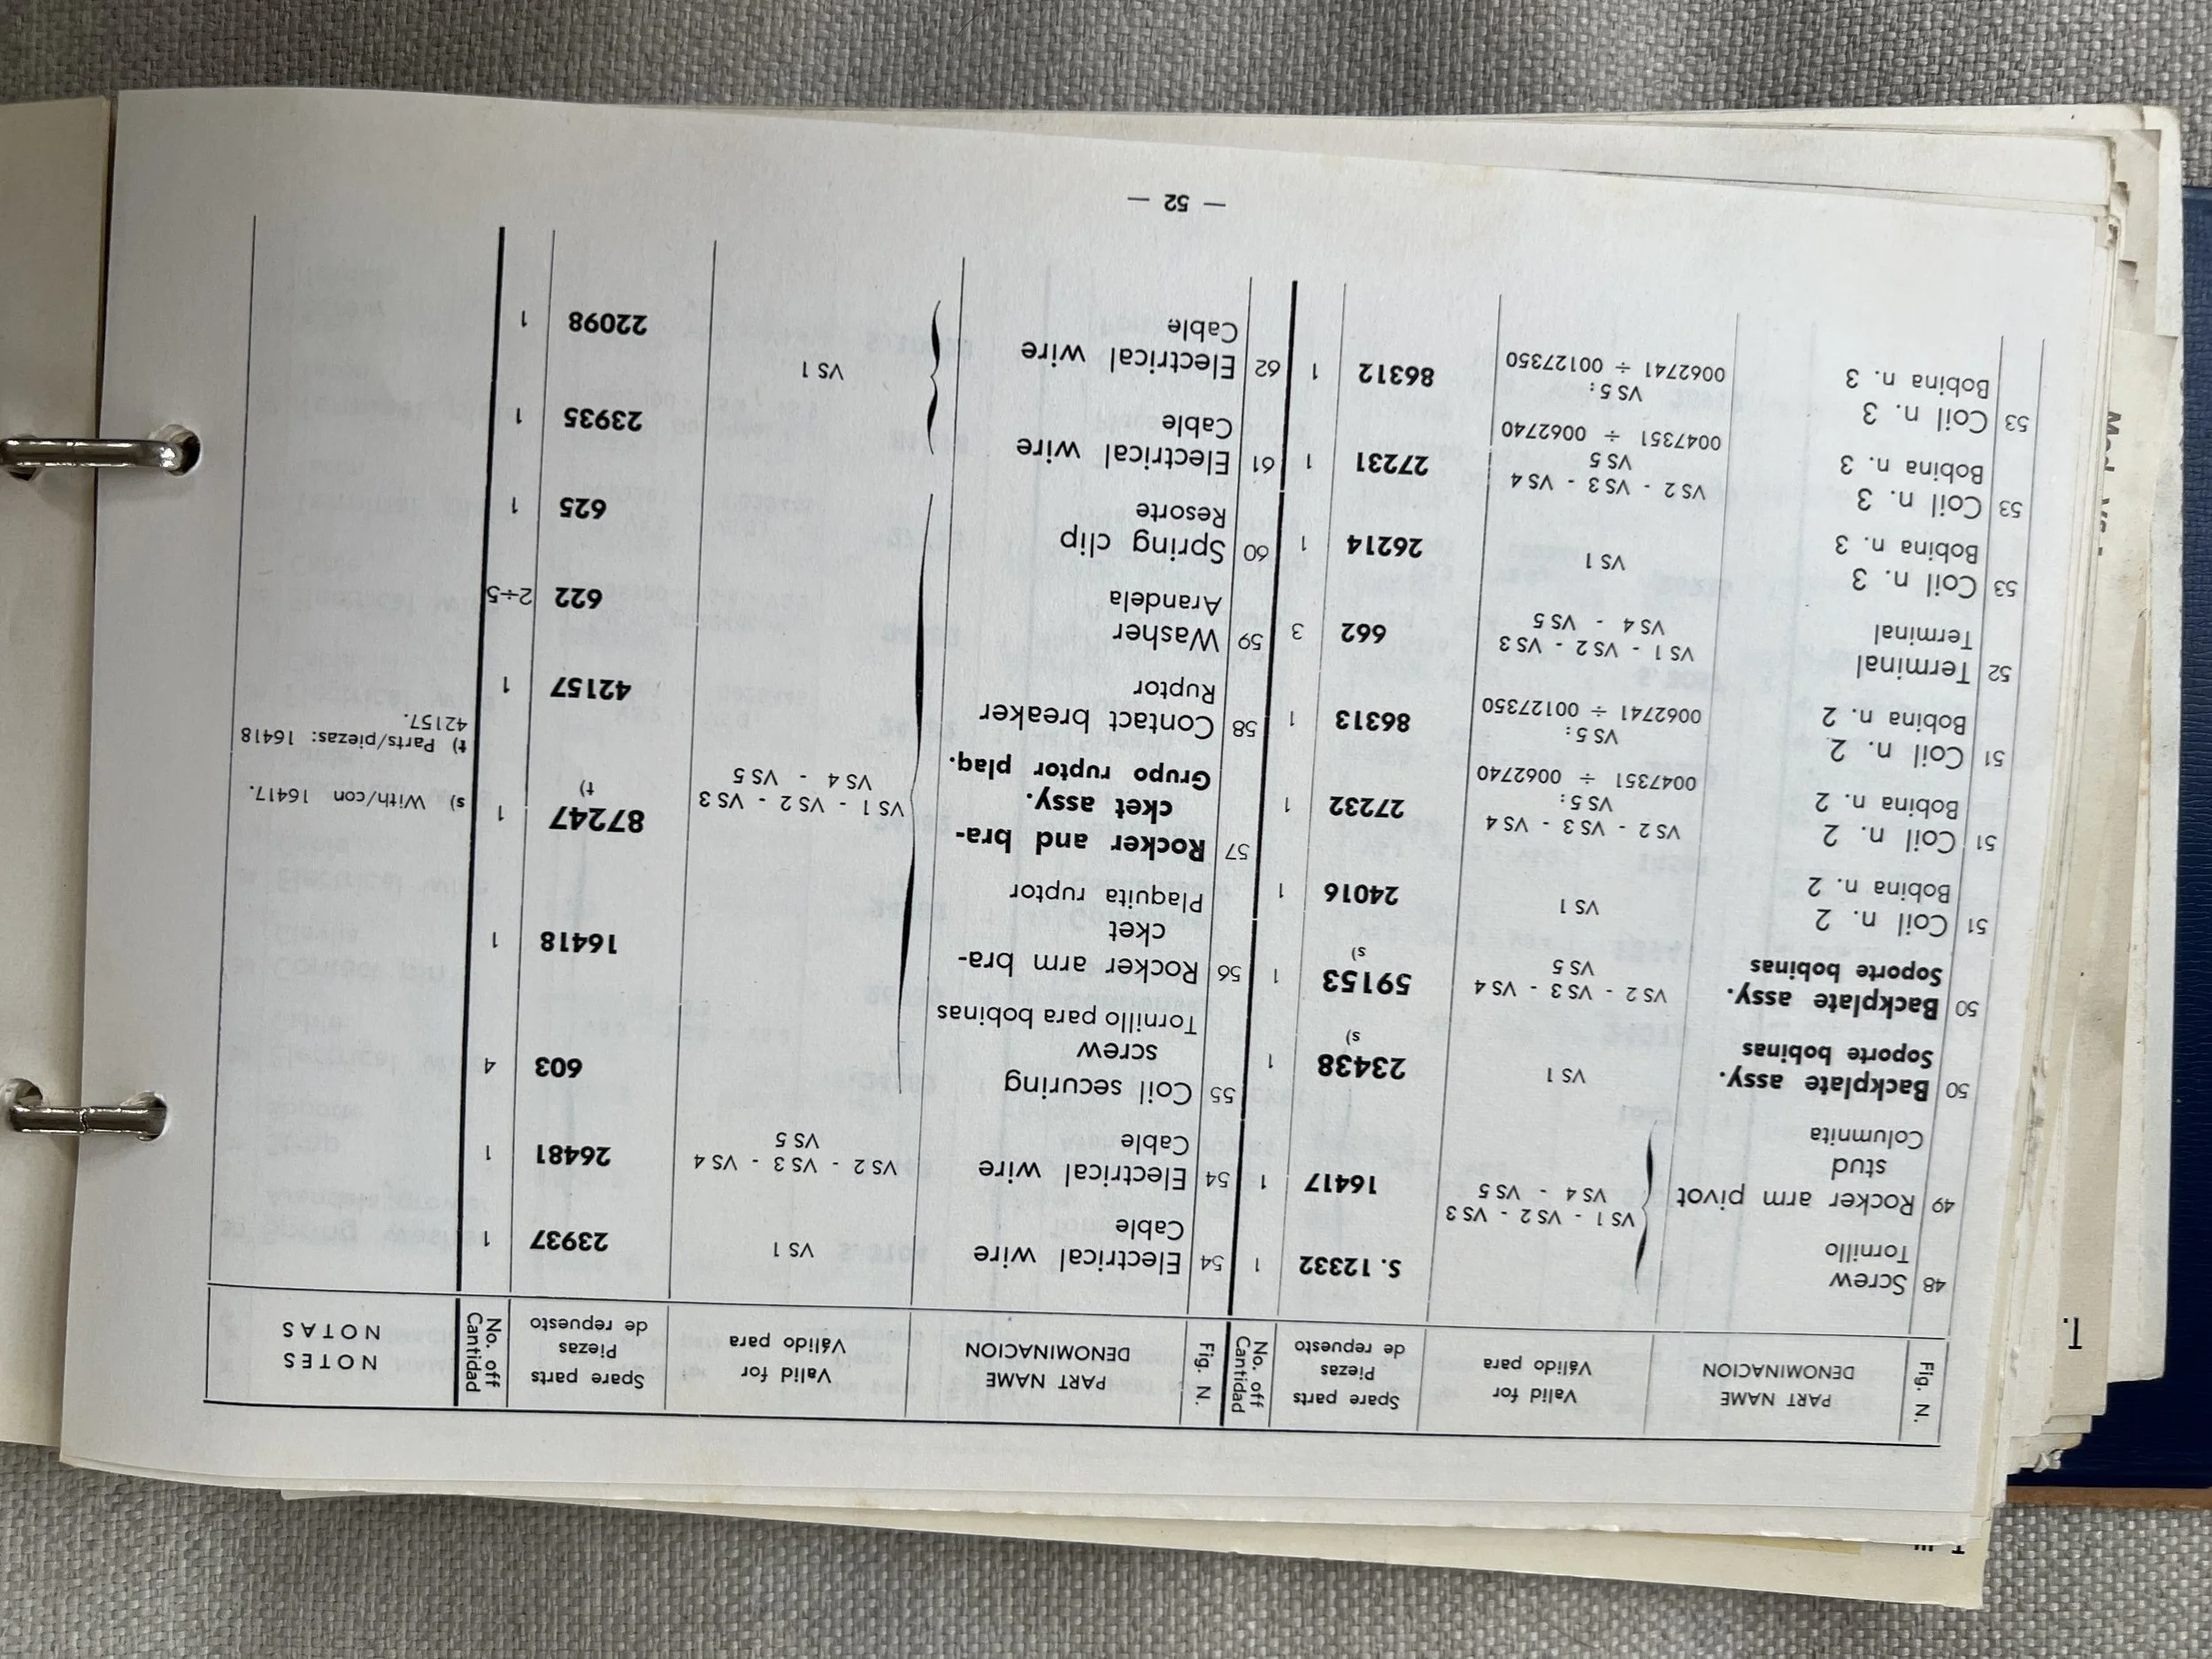 Fig. N.
PART NAME
DENOMINACION
Valid for
Válido para
Spare parts
Piezas
de repuesto
No. off
Cantidad
Fig. N.
PART NAME
DENOMINACION
Valid for
Válido para
Spare parts
Piezas
de repuesto
No. off
Cantidad
NOTES
NOTAS
48 Screw S. 12332 1
Tornillo
49 Rocker arm pivot VS 1 - VS 2 - VS 3 16417 1
stud VS 4 - VS 5
Columnita
50 Backplate assy. VS 1 23438 1
Soporte bobinas s)
50 Backplate assy. VS 2 - VS 3 - VS 4 59153 1
Soporte bobinas VS 5 s)
51 Coil n. 2 VS 1 24016 1
Bobina n. 2
51 Coil n. 2 VS 2 - VS 3 - VS 4 27232 1
Bobina n. 2 VS 5:
0047351 ÷ 0062740
51 Coil n. 2 VS 5: 86313 1
Bobina n. 2 0062741 ÷ 00127350
52 Terminal VS 1 - VS 2 - VS 3 662 3
Terminal VS 4 - VS 5
53 Coil n. 3 VS 1 26214 1
Bobina n. 3
53 Coil n. 3 VS 2 - VS 3 - VS 4 27231 1
Bobina n. 3 VS 5
0047351 ÷ 0062740
53 Coil n. 3 VS 5: 86312 1
Bobina n. 3 0062741 ÷ 00127350
54 Electrical wire VS 1 23937 1
Cable
54 Electrical wire VS 2 - VS 3 - VS 4 26481 1
Cable VS 5
55 Coil securing 603 4
screw
Tornillo para bobinas
56 Rocker arm bra- 16418 1
cket
Plaquita ruptor
57 Rocker and bra- VS 1 - VS 2 - VS 3 87247 1
cket assy. VS 4 - VS 5 t)
Grupo ruptor plaq.
58 Contact breaker 42157 1
Ruptor
59 Washer 622 2÷5
Arandela
60 Spring clip 625 1
Resorte
61 Electrical wire 23935 1
Cable
VS 1
62 Electrical wire 22098 1
Cable
s) With/con 16417.
t) Parts/piezas: 16418
42157.
— 52 —
T.